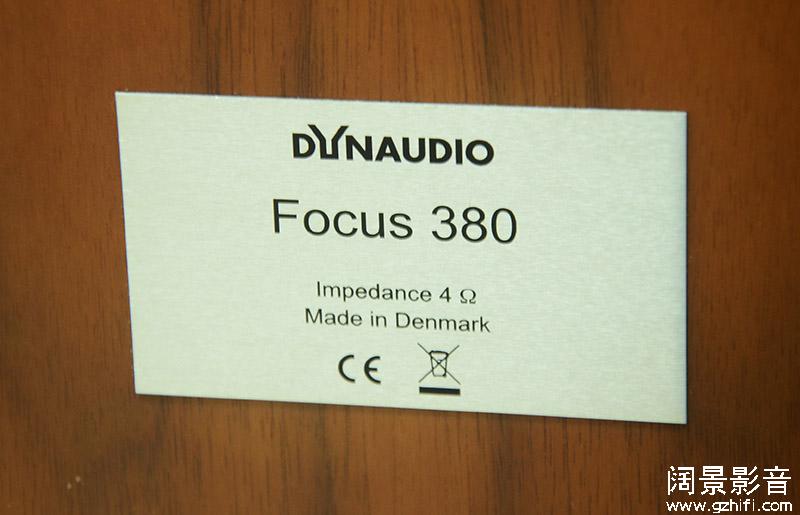 DYNAUDIO
Focus 380
Impedance 4 Ω
Made in Denmark
CE
阔景影音
www.gzhifi.com